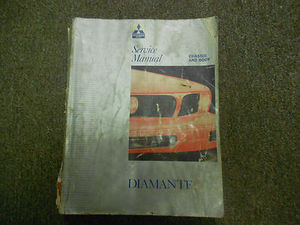 Service
Manual
CHASSIS
AND BODY
DIAMANTE